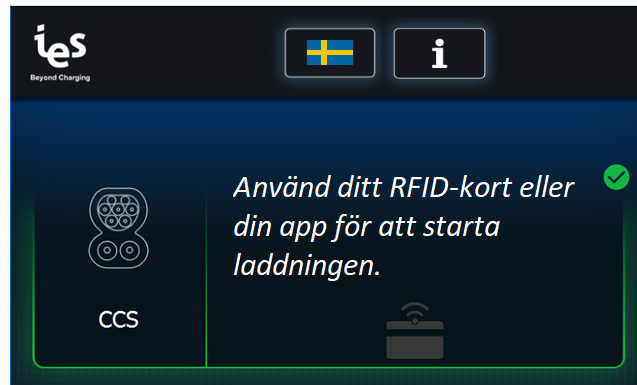 ies
Beyond Charging
i
Använd ditt RFID-kort eller
din app för att starta
laddningen.
CCS